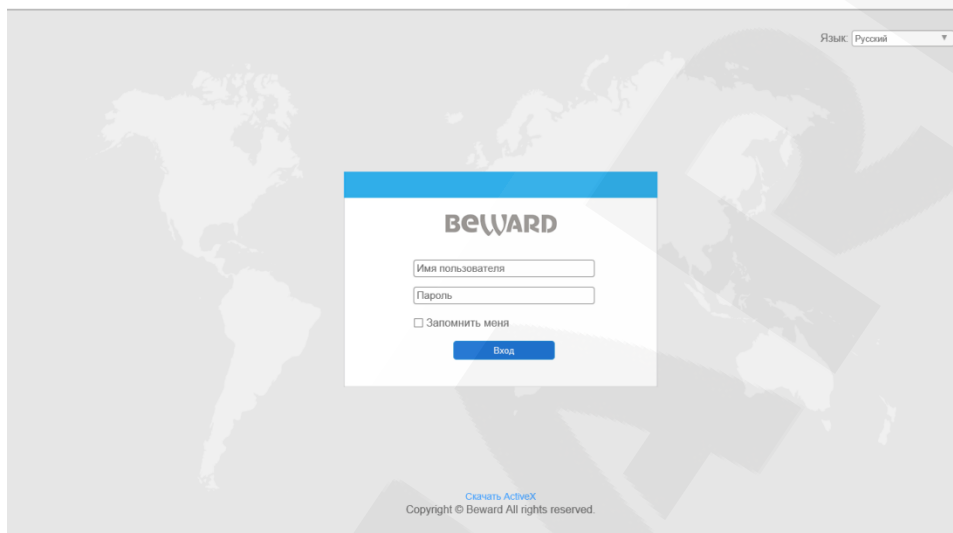 Язык: Русский
BEWARD
Имя пользователя
Пароль
Запомнить меня
Вход
Скачать ActiveX
Copyright © Beward All rights reserved.